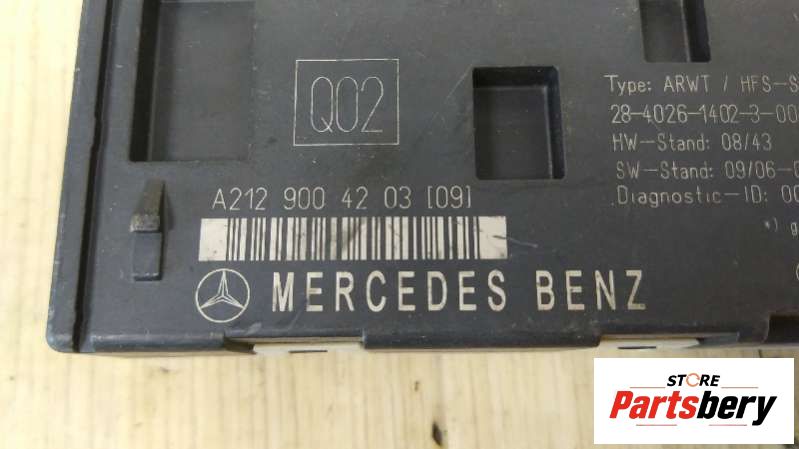 Q02
Type: ARWT / HFS-S
28-4026-1402-3-00
HW-Stand: 08/43
SW-Stand: 09/06-0
Diagnostic-ID: 00
*) g
A212 900 42 03 [09]
MERCEDES BENZ
STORE
Partsbery